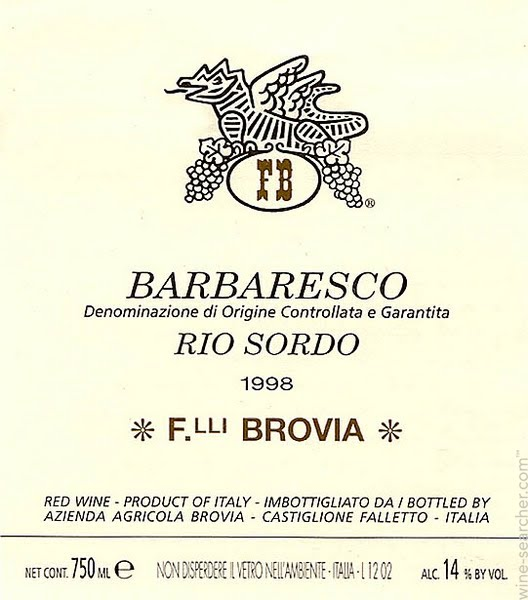 FB
®
BARBARESCO
Denominazione di Origine Controllata e Garantita
RIO SORDO
1998
* F.LLI BROVIA *
RED WINE - PRODUCT OF ITALY - IMBOTTIGLIATO DA / BOTTLED BY
AZIENDA AGRICOLA BROVIA - CASTIGLIONE FALLETTO - ITALIA
NET CONT. 750 ML e NON DISPERDERE IL VETRO NELL'AMBIENTE - ITALIA - L 12 02 ALC. 14 % BY VOL.
wine-searcher.com™